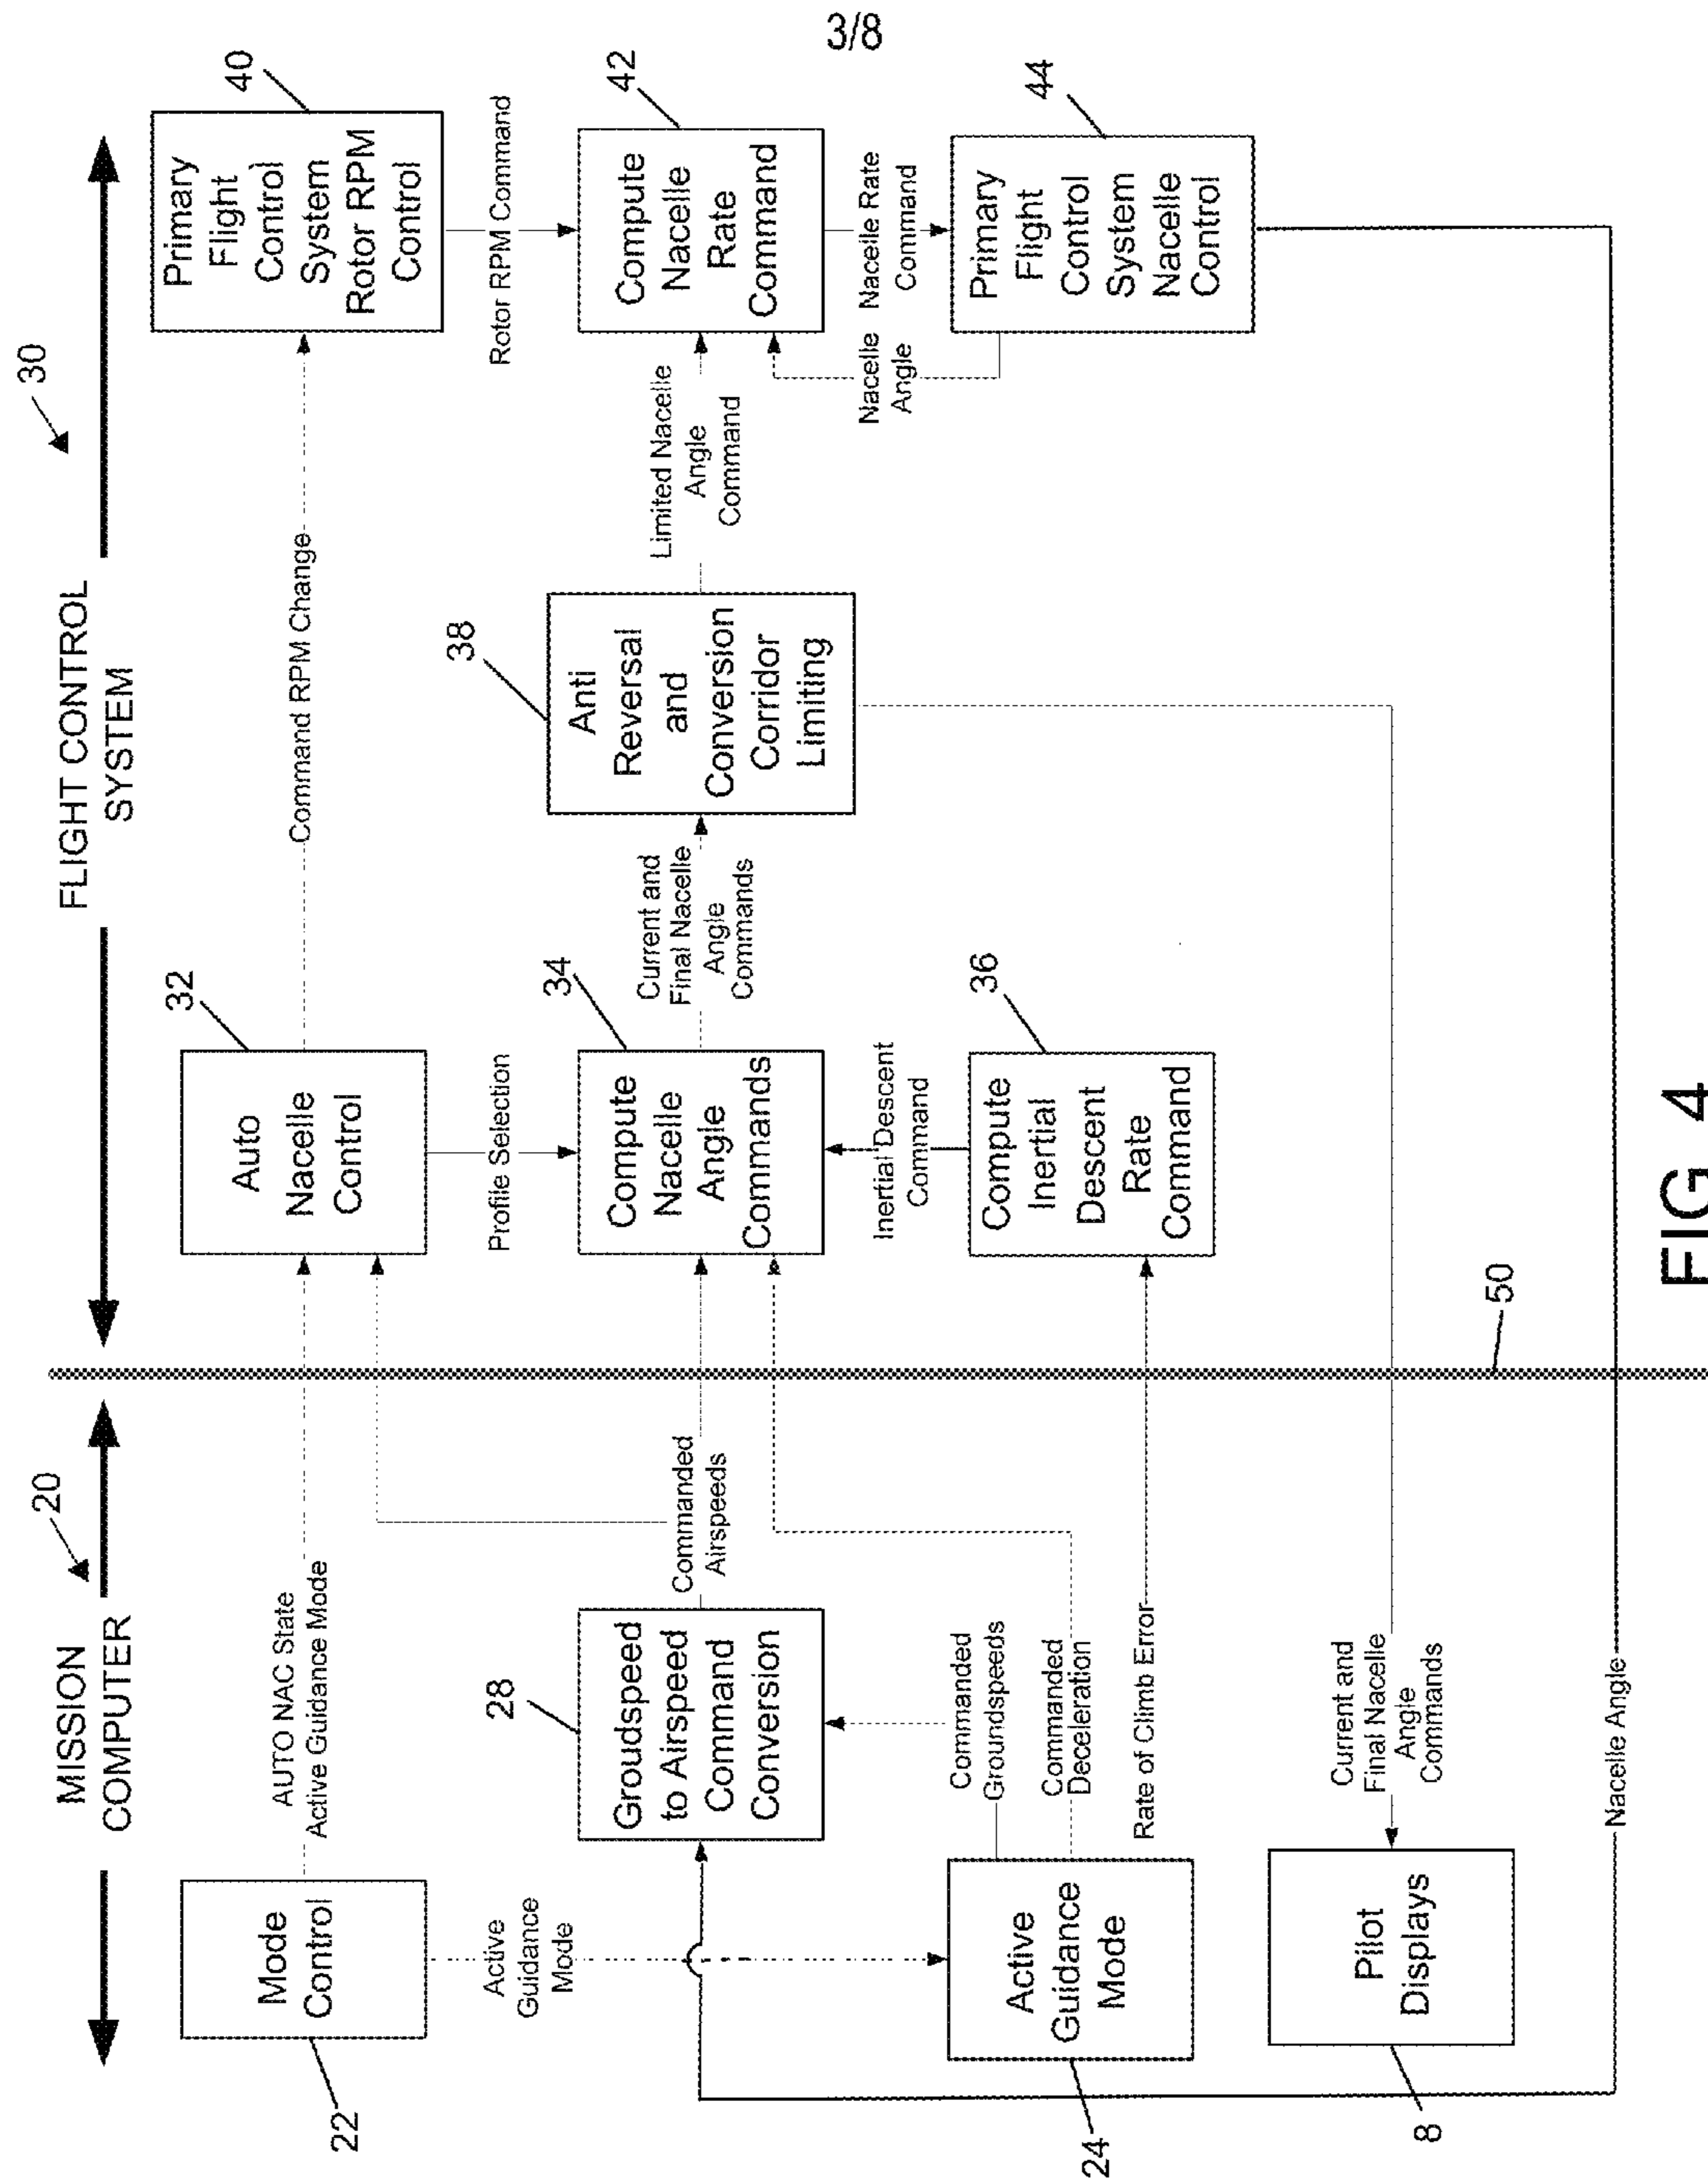 3/8
MISSION
COMPUTER
20
FLIGHT CONTROL
SYSTEM
30
Mode
Control
22
AUTO NAC State
Active Guidance Mode
Auto
Nacelle
Control
32
Command RPM Change
Primary
Flight
Control
System
Rotor RPM
Control
40
Active
Guidance
Mode
Profile Selection
Rotor RPM Command
Groudspeed
to Airspeed
Command
Conversion
28
Commanded
Airspeeds
Compute
Nacelle
Angle
Commands
34
Current and
Final Nacelle
Angle
Commands
Anti
Reversal
and
Conversion
Corridor
Limiting
38
Limited Nacelle
Angle
Command
Compute
Nacelle
Rate
Command
42
Commanded
Groundspeeds
Commanded
Deceleration
Inertial Descent
Command
Nacelle
Angle
Nacelle Rate
Command
Active
Guidance
Mode
24
Rate of Climb Error
Compute
Inertial
Descent
Rate
Command
36
Primary
Flight
Control
System
Nacelle
Control
44
Pilot
Displays
8
Current and
Final Nacelle
Angle
Commands
50
Nacelle Angle
FIG 4